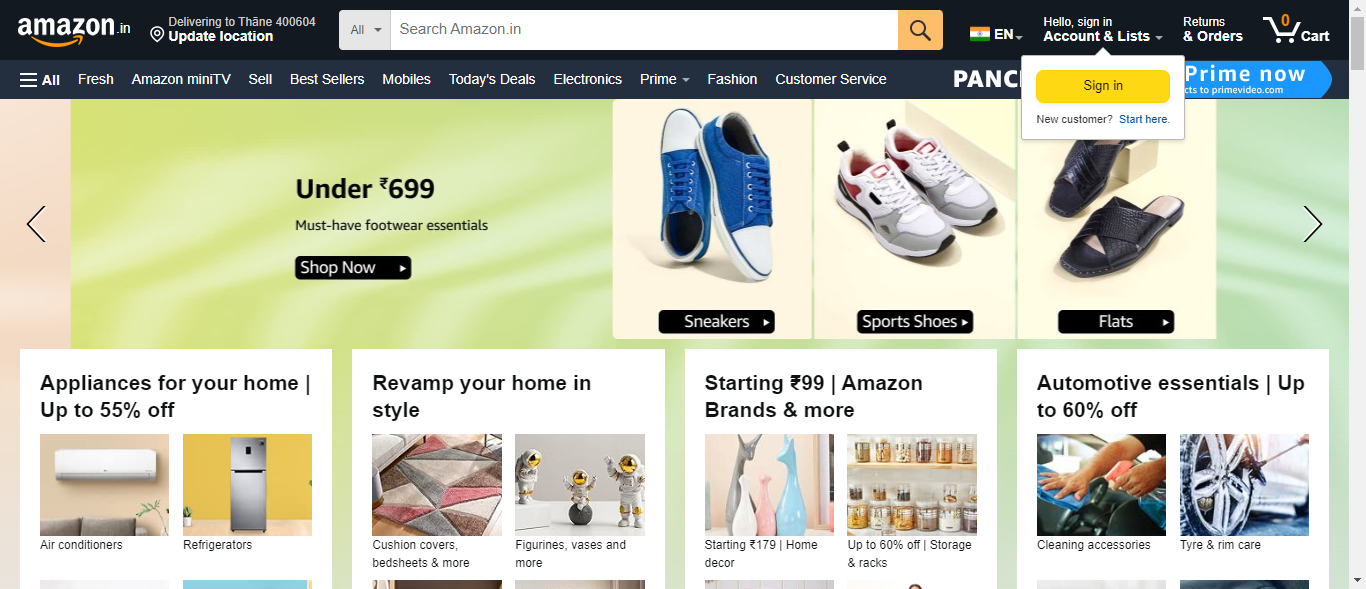 amazon.in
Delivering to Thāne 400604
Update location
All
Search Amazon.in
EN
Hello, sign in
Account & Lists
Returns
& Orders
0
Cart
All
Fresh
Amazon miniTV
Sell
Best Sellers
Mobiles
Today's Deals
Electronics
Prime
Fashion
Customer Service
Prime now
to primevideo.com
Sign in
New customer? Start here.
Under ₹699
Must-have footwear essentials
Shop Now
Sneakers
Sports Shoes
Flats
Appliances for your home |
Up to 55% off
Air conditioners
Refrigerators
Revamp your home in
style
Cushion covers,
bedsheets & more
Figurines, vases and
more
Starting ₹99 | Amazon
Brands & more
Starting ₹179 | Home
decor
Up to 60% off | Storage
& racks
Automotive essentials | Up
to 60% off
Cleaning accessories
Tyre & rim care